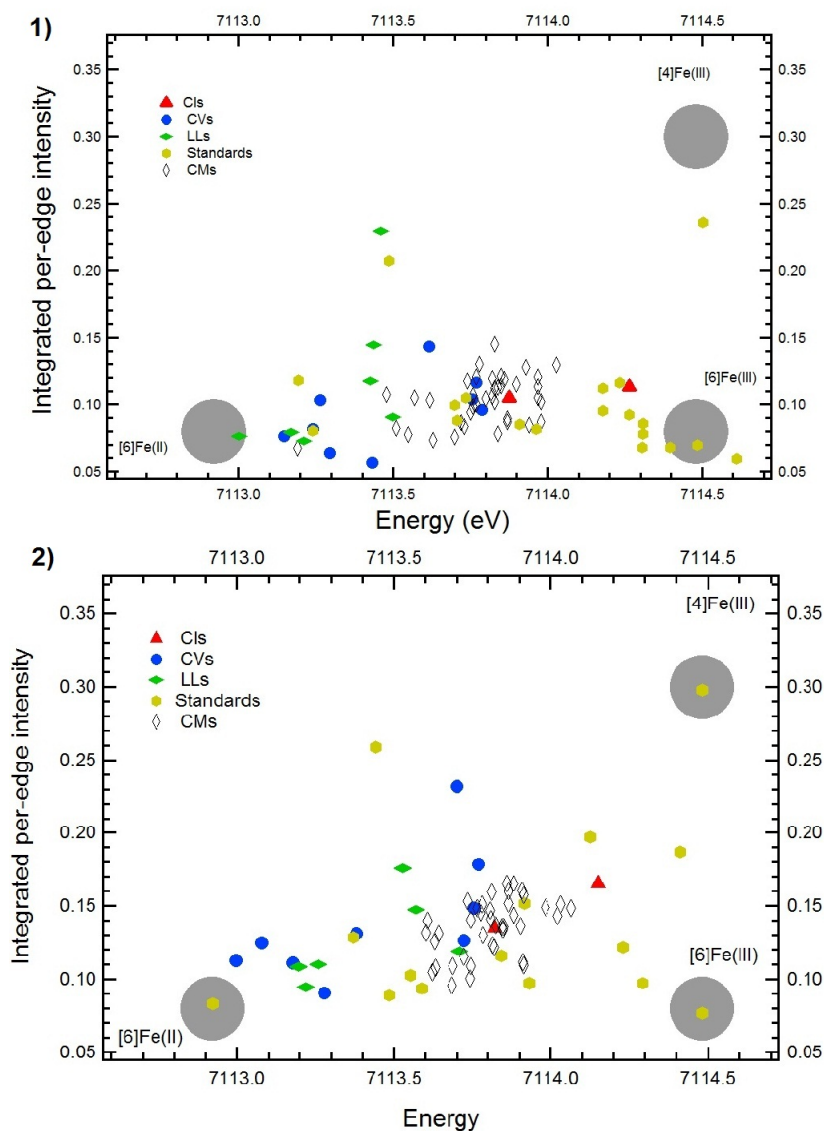 1)
7113.0 7113.5 7114.0 7114.5
0.35 0.35
[4]Fe(III)
CIs
CVs
LLs
Standards
CMs
0.30 0.30
0.20 0.20
0.15 0.15
0.10 0.10
[6]Fe(II) [6]Fe(III)
0.05 0.05
Integrated per-edge intensity
7113.0 7113.5 7114.0 7114.5
Energy (eV)
2)
7113.0 7113.5 7114.0 7114.5
0.35 0.35
[4]Fe(III)
CIs
CVs
LLs
Standards
CMs
0.30 0.30
0.25 0.25
0.20 0.20
0.15 0.15
[6]Fe(III)
0.10 0.10
[6]Fe(II)
0.05 0.05
Integrated per-edge intensity
7113.0 7113.5 7114.0 7114.5
Energy